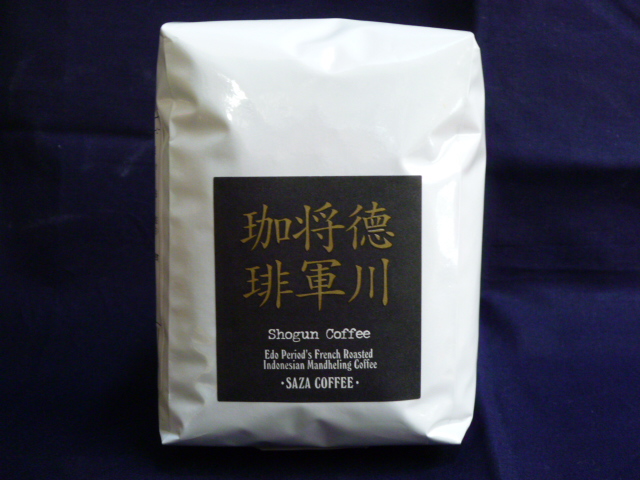 徳川
将軍
珈琲
Shogun Coffee
Edo Period's French Roasted
Indonesian Mandheling Coffee
・SAZA COFFEE・